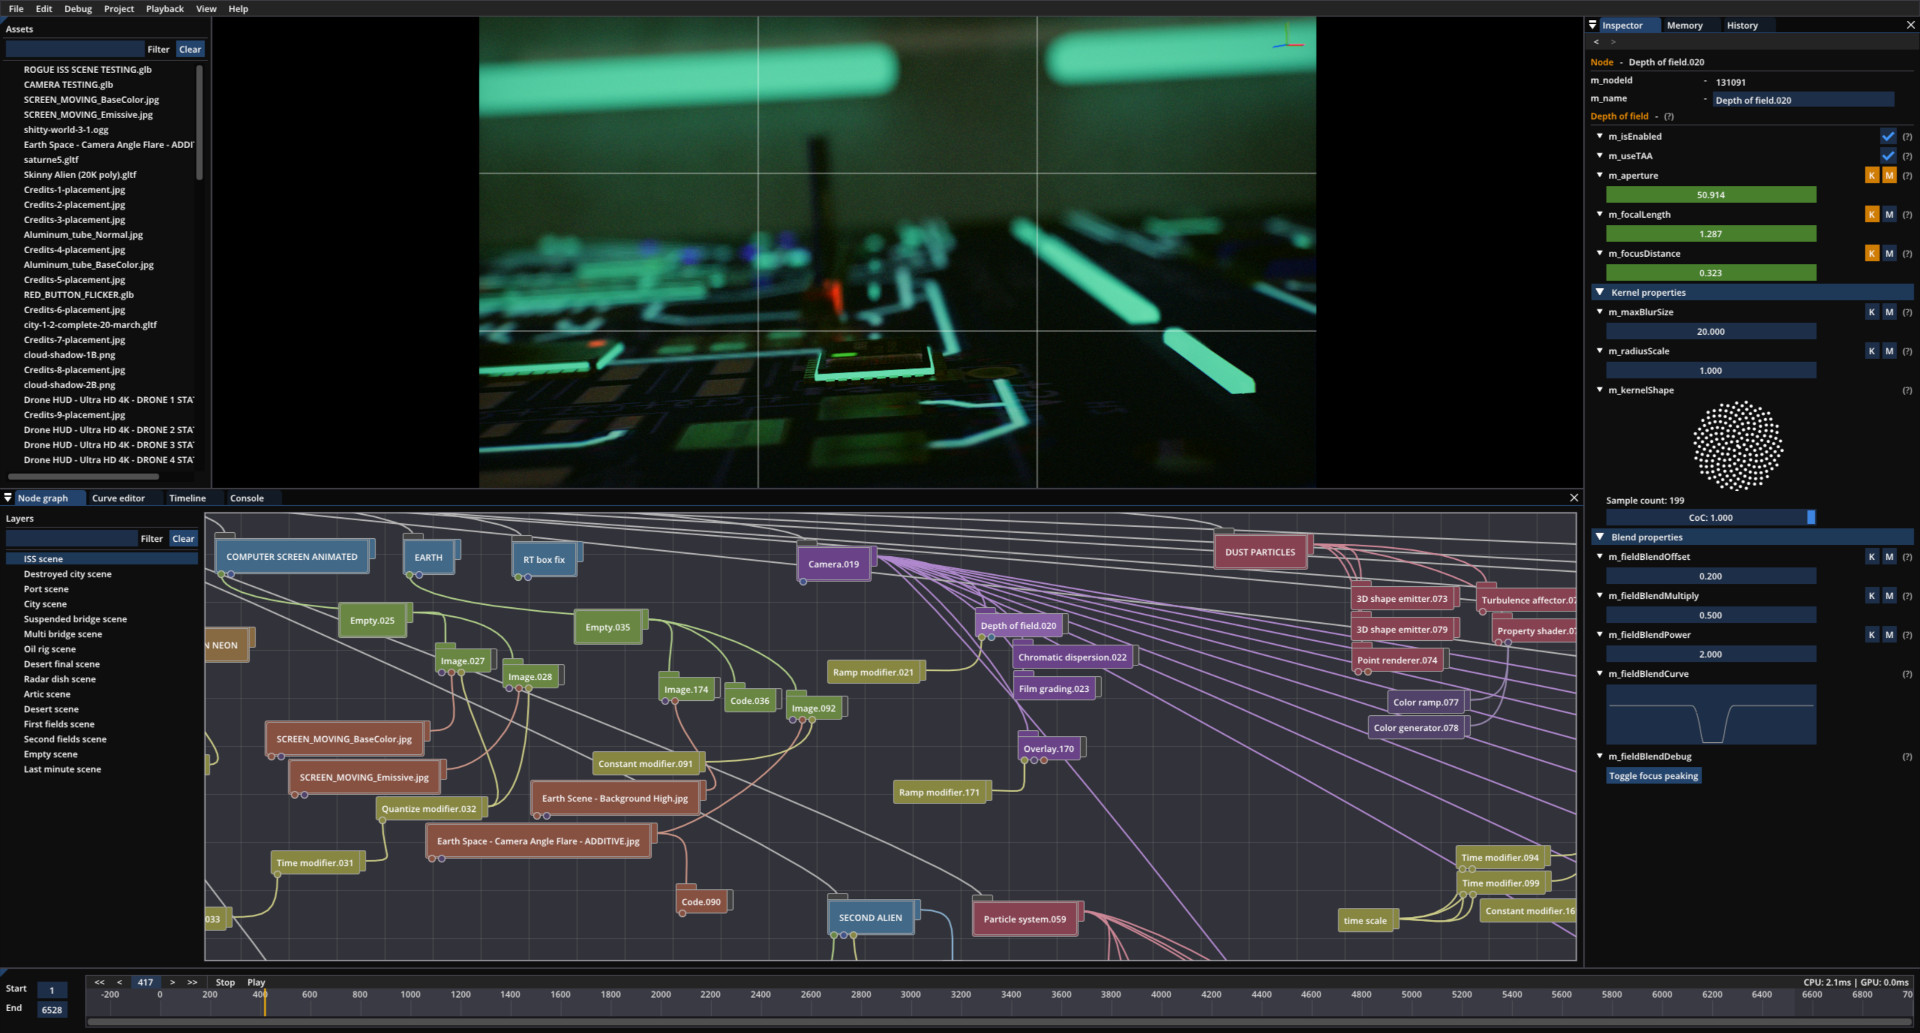 File Edit Debug Project Playback View Help
Assets
Filter Clear
ROGUE ISS SCENE TESTING.glb
CAMERA TESTING.glb
SCREEN_MOVING_BaseColor.jpg
SCREEN_MOVING_Emissive.jpg
shitty-world-3-1.ogg
Earth Space - Camera Angle Flare - ADDI
saturne5.gltf
Skinny Alien (20K poly).gltf
Credits-1-placement.jpg
Credits-2-placement.jpg
Credits-3-placement.jpg
Aluminum_tube_Normal.jpg
Credits-4-placement.jpg
Aluminum_tube_BaseColor.jpg
Credits-5-placement.jpg
RED_BUTTON_FLICKER.glb
Credits-6-placement.jpg
city-1-2-complete-20-march.gltf
Credits-7-placement.jpg
cloud-shadow-1B.png
Credits-8-placement.jpg
cloud-shadow-2B.png
Drone HUD - Ultra HD 4K - DRONE 1 STA
Credits-9-placement.jpg
Drone HUD - Ultra HD 4K - DRONE 2 STA
Drone HUD - Ultra HD 4K - DRONE 3 STA
Drone HUD - Ultra HD 4K - DRONE 4 STA
Inspector Memory History
< >
Node - Depth of field.020
m_nodeId - 131091
m_name - Depth of field.020
Depth of field - (?)
m_isEnabled (?)
m_useTAA (?)
m_aperture K M (?)
50.914
m_focalLength K M (?)
1.287
m_focusDistance K M (?)
0.323
Kernel properties
m_maxBlurSize K M (?)
20.000
m_radiusScale K M (?)
1.000
m_kernelShape (?)
Sample count: 199
CoC: 1.000
Blend properties
m_fieldBlendOffset K M (?)
0.200
m_fieldBlendMultiply K M (?)
0.500
m_fieldBlendPower K M (?)
2.000
m_fieldBlendCurve (?)
m_fieldBlendDebug (?)
Toggle focus peaking
Node graph Curve editor Timeline Console
Layers
Filter Clear
ISS scene
Destroyed city scene
Port scene
City scene
Suspended bridge scene
Multi bridge scene
Oil rig scene
Desert final scene
Radar dish scene
Artic scene
Desert scene
First fields scene
Second fields scene
Empty scene
Last minute scene
COMPUTER SCREEN ANIMATED
EARTH
RT box fix
Camera.019
DUST PARTICLES
Empty.025
Empty.035
Depth of field.020
3D shape emitter.073
Turbulence affector.07
N NEON
3D shape emitter.079
Property shader.07
Image.027
Image.028
Ramp modifier.021
Chromatic dispersion.022
Point renderer.074
Image.174
Code.036
Image.092
Film grading.023
Color ramp.077
Color generator.078
SCREEN_MOVING_BaseColor.jpg
Overlay.170
Constant modifier.091
SCREEN_MOVING_Emissive.jpg
Ramp modifier.171
Earth Scene - Background High.jpg
Quantize modifier.032
Earth Space - Camera Angle Flare - ADDITIVE.jpg
Time modifier.031
Time modifier.094
Time modifier.099
Code.090
Constant modifier.16
033
SECOND ALIEN
Particle system.059
time scale
<< < 417 > >> Stop Play
CPU: 2.1ms | GPU: 0.0ms
Start 1
End 6528
-200 0 200 400 600 800 1000 1200 1400 1600 1800 2000 2200 2400 2600 2800 3000 3200 3400 3600 3800 4000 4200 4400 4600 4800 5000 5200 5400 5600 5800 6000 6200 6400 6600 6800 70